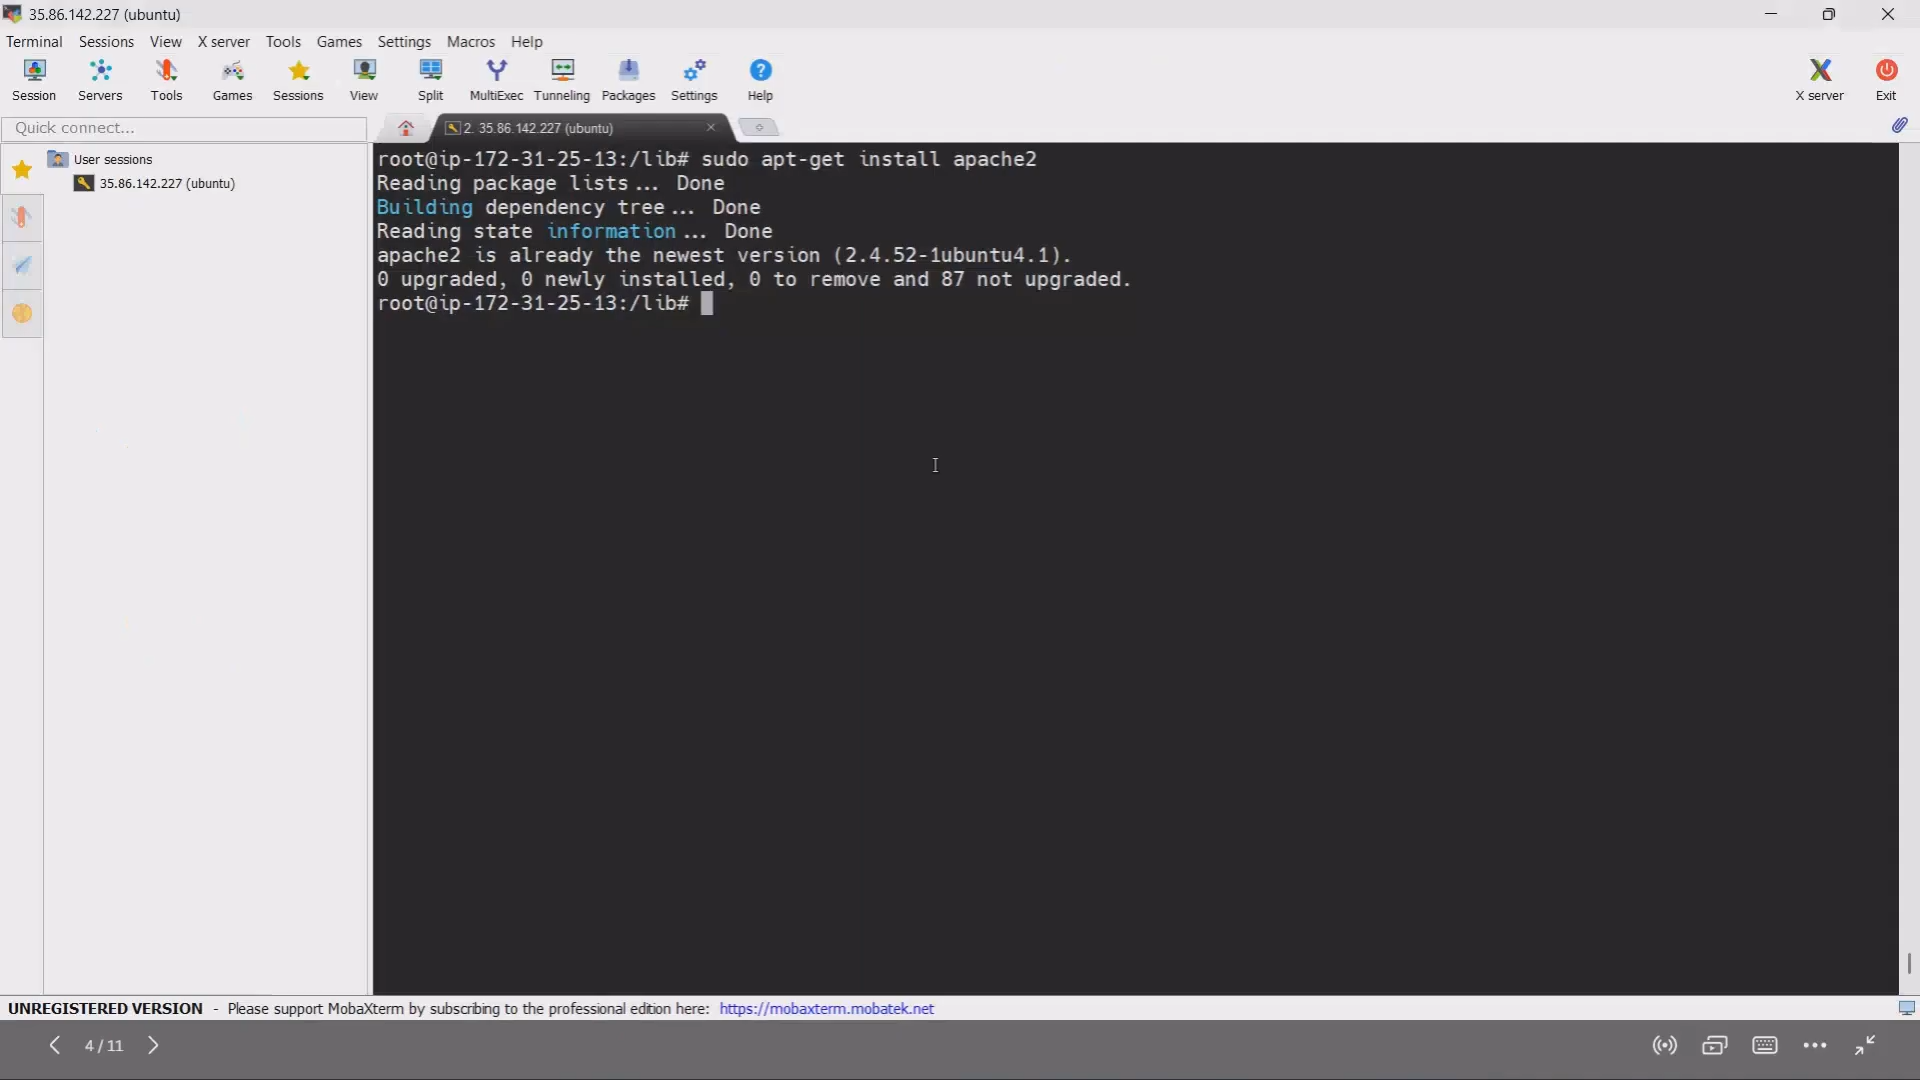 35.86.142.227 (ubuntu)
Terminal Sessions View X server Tools Games Settings Macros Help
Session Servers Tools Games Sessions View Split MultiExec Tunneling Packages Settings Help X server Exit
Quick connect...
2. 35.86.142.227 (ubuntu)
User sessions
35.86.142.227 (ubuntu)
root@ip-172-31-25-13:/lib# sudo apt-get install apache2
Reading package lists... Done
Building dependency tree... Done
Reading state information... Done
apache2 is already the newest version (2.4.52-1ubuntu4.1).
0 upgraded, 0 newly installed, 0 to remove and 87 not upgraded.
root@ip-172-31-25-13:/lib#
UNREGISTERED VERSION - Please support MobaXterm by subscribing to the professional edition here: https://mobaxterm.mobatek.net
4 / 11